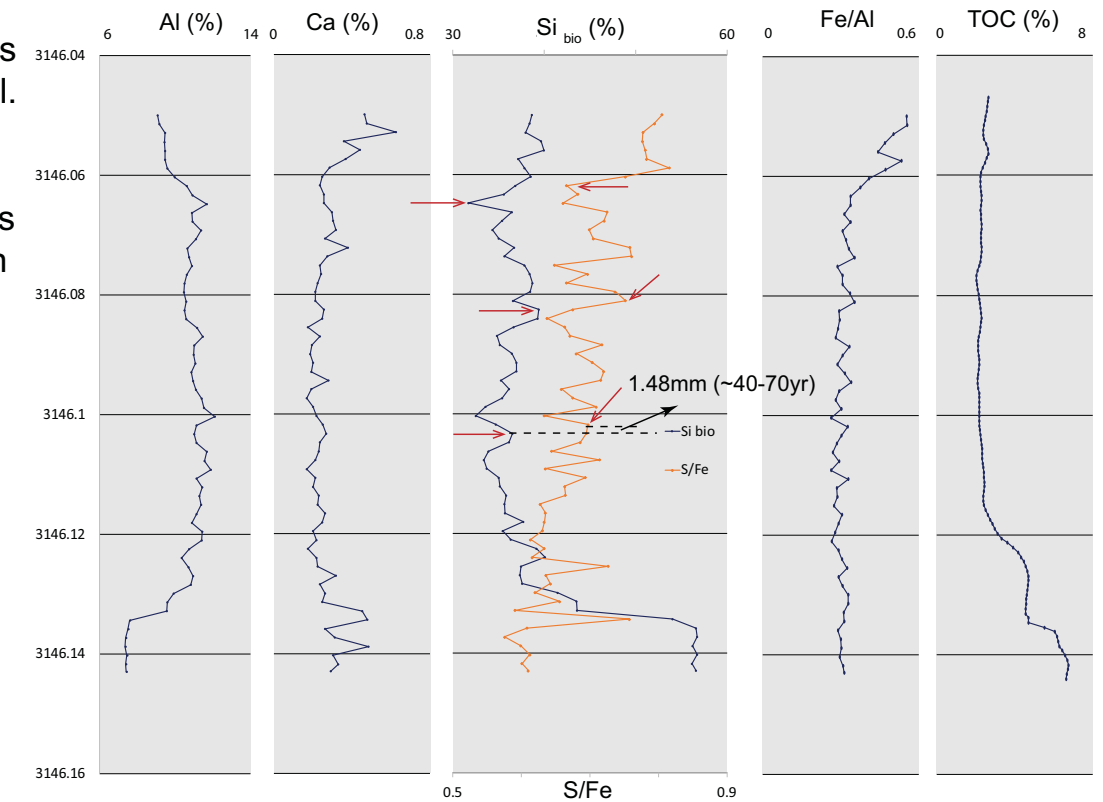 Al (%) Ca (%) Si bio (%) Fe/Al TOC (%)
6 14 0 0.8 30 60 0 0.6 0 8
s
l.
s
n
3146.04
3146.06
3146.08
3146.1
3146.12
3146.14
3146.16
1.48mm (~40-70yr)
Si bio
S/Fe
0.5 S/Fe 0.9